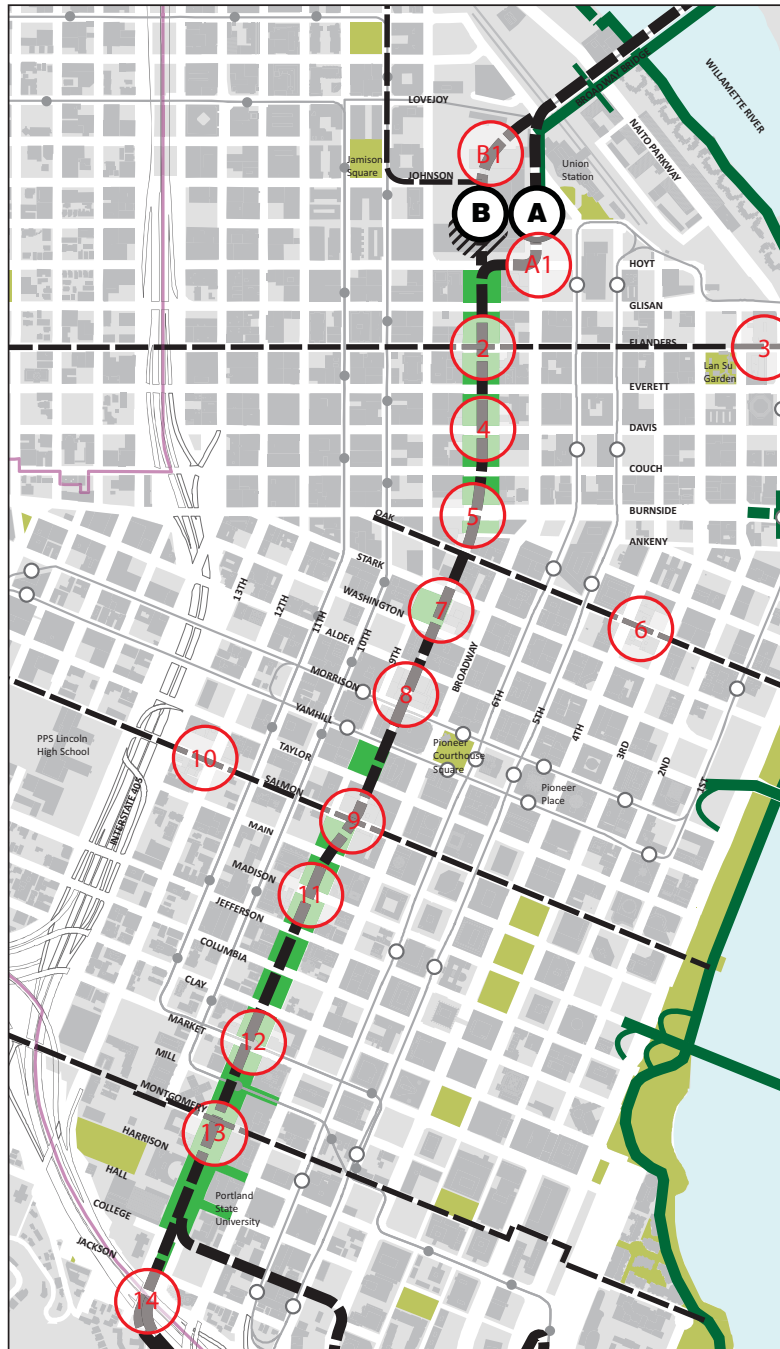 LOVEJOY
BROADWAY BRIDGE
WILLAMETTE RIVER
NAITO PARKWAY
B1
Jamison
Square
JOHNSON
Union
Station
B
A
A1
HOYT
GLISAN
FLANDERS
2
3
Lan Su
Garden
EVERETT
4
DAVIS
COUCH
5
BURNSIDE
OAK
ANKENY
STARK
13TH
12TH
11TH
10TH
9TH
WASHINGTON
7
6
ALDER
BROADWAY
MORRISON
8
6TH
5TH
4TH
3RD
2ND
1ST
YAMHILL
PPS Lincoln
High School
10
TAYLOR
Pioneer
Courthouse
Square
SALMON
Pioneer
Place
INTERSTATE 405
9
MAIN
MADISON
11
JEFFERSON
COLUMBIA
CLAY
MARKET
12
MILL
MONTGOMERY
13
HARRISON
HALL
Portland
State
University
COLLEGE
JACKSON
14